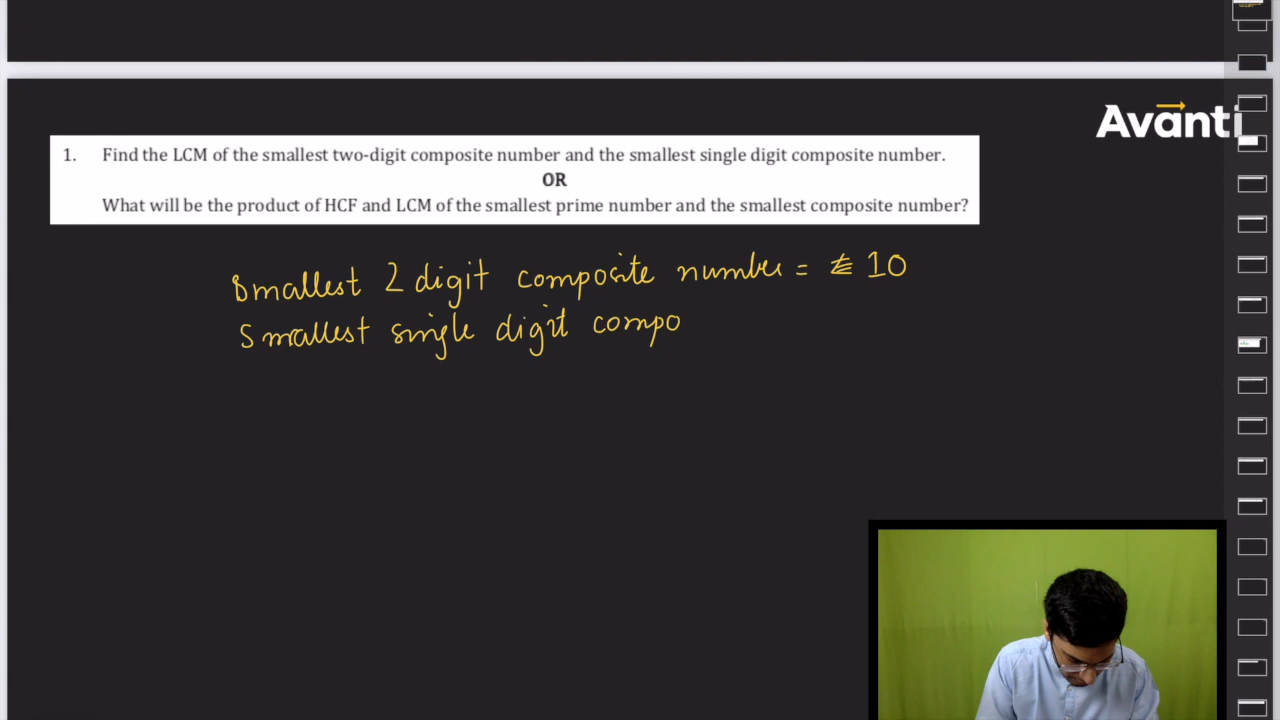 Avanti
1. Find the LCM of the smallest two-digit composite number and the smallest single digit composite number.
OR
What will be the product of HCF and LCM of the smallest prime number and the smallest composite number?
Smallest 2 digit composite number = 10
Smallest single digit compo